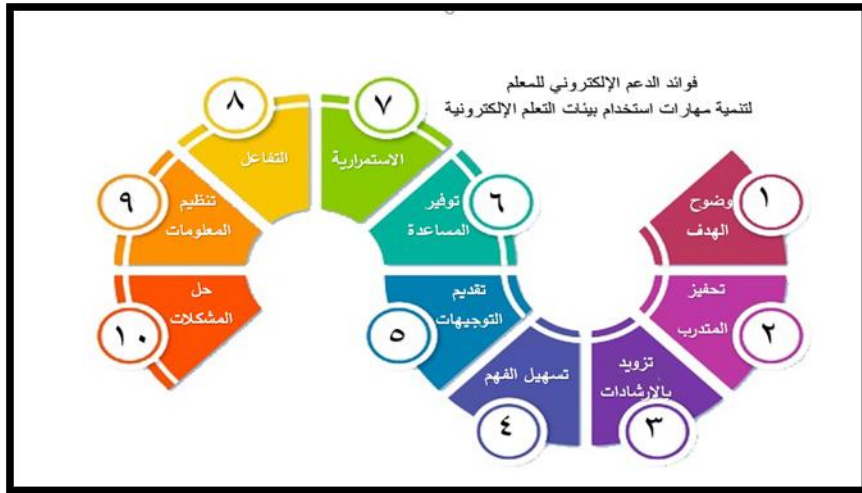 فوائد الدعم الإلكتروني للمعلم
لتنمية مهارات استخدام بيئات التعلم الإلكترونية
١
وضوح
الهدف
٢
تحفيز
المتدرب
٣
تزويد
بالإرشادات
٤
تسهيل الفهم
٥
تقديم
التوجيهات
٦
توفير
المساعدة
٧
الاستمرارية
٨
التفاعل
٩
تنظيم
المعلومات
١٠
حل
المشكلات